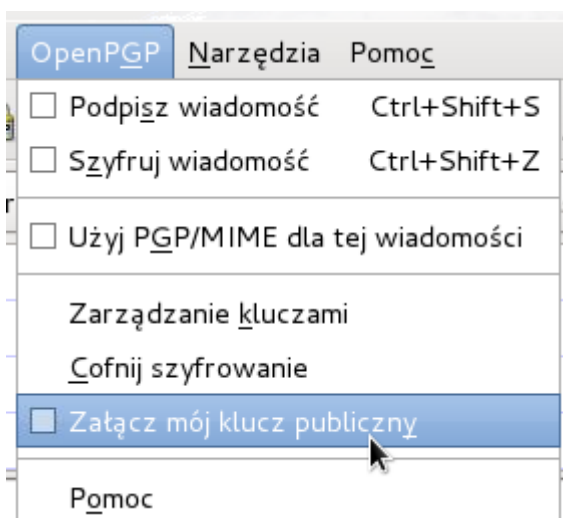 OpenPGP Narzędzia Pomoc
Podpisz wiadomość Ctrl+Shift+S
Szyfruj wiadomość Ctrl+Shift+Z
Użyj PGP/MIME dla tej wiadomości
Zarządzanie kluczami
Cofnij szyfrowanie
Załącz mój klucz publiczny
Pomoc